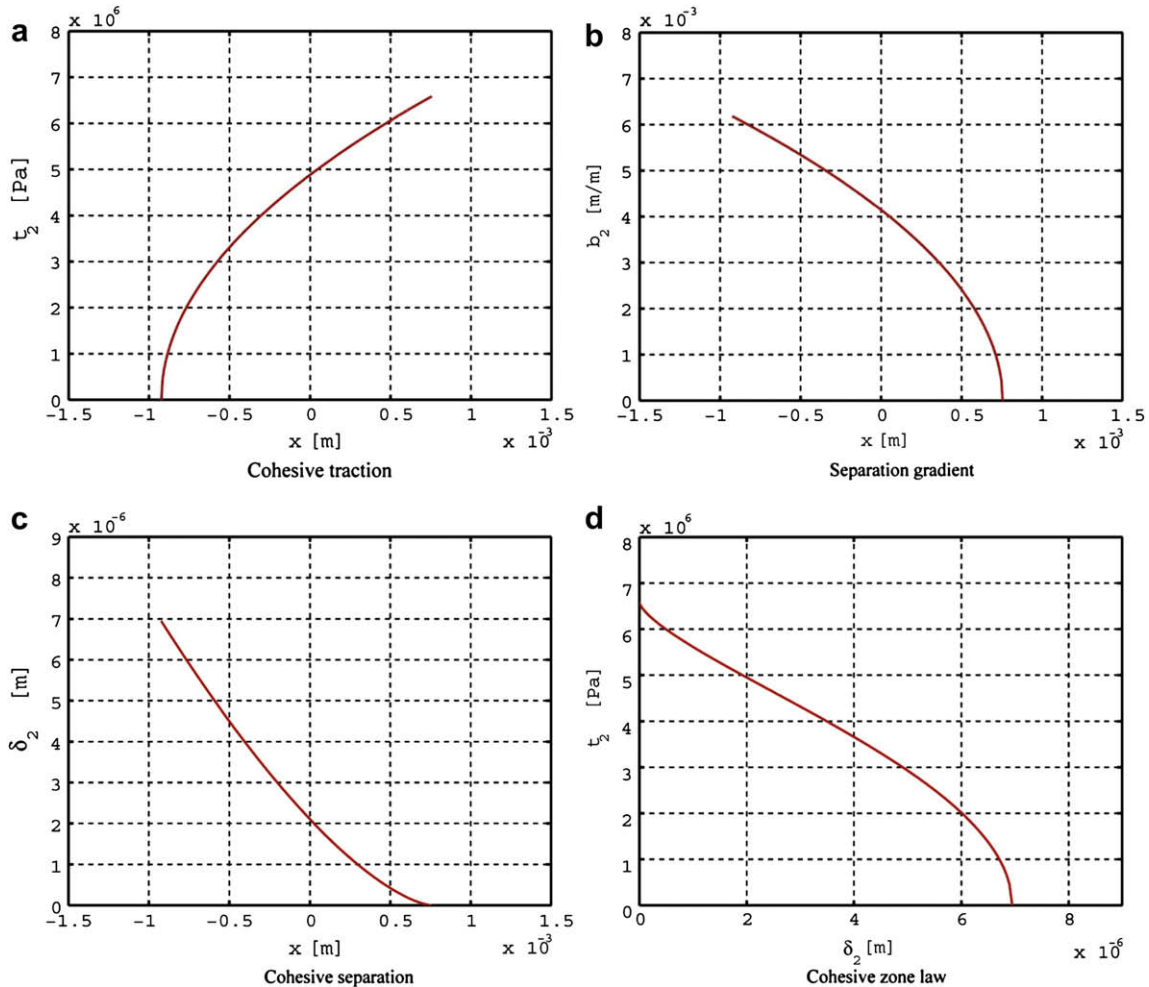 a
x 10^6
8
7
6
5
4
3
2
1
0
t_2 [Pa]
-1.5 -1 -0.5 0 0.5 1 1.5
x [m]
x 10^-3
Cohesive traction
b
x 10^-3
8
7
6
5
4
3
2
1
0
b_2 [m/m]
-1.5 -1 -0.5 0 0.5 1 1.5
x [m]
x 10^-3
Separation gradient
c
x 10^-6
9
8
7
6
5
4
3
2
1
0
δ_2 [m]
-1.5 -1 -0.5 0 0.5 1 1.5
x [m]
x 10^-3
Cohesive separation
d
x 10^6
8
7
6
5
4
3
2
1
0
t_2 [Pa]
0 2 4 6 8
δ_2 [m]
x 10^-6
Cohesive zone law